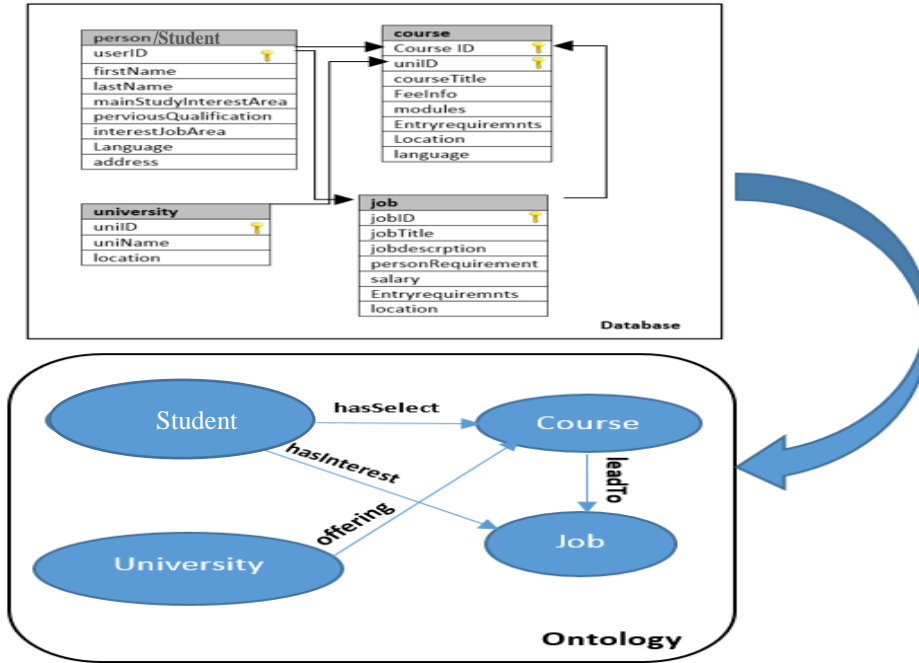 person/Student
userID
firstName
lastName
mainStudyInterestArea
perviousQualification
interestJobArea
Language
address
course
Course ID
uniID
courseTitle
FeeInfo
modules
Entryrequiremnts
Location
language
university
uniID
uniName
location
job
jobID
jobTitle
jobdescrption
personRequirement
salary
Entryrequiremnts
location
Database
Student
hasSelect
Course
hasInterest
leadTo
offering
University
Job
Ontology